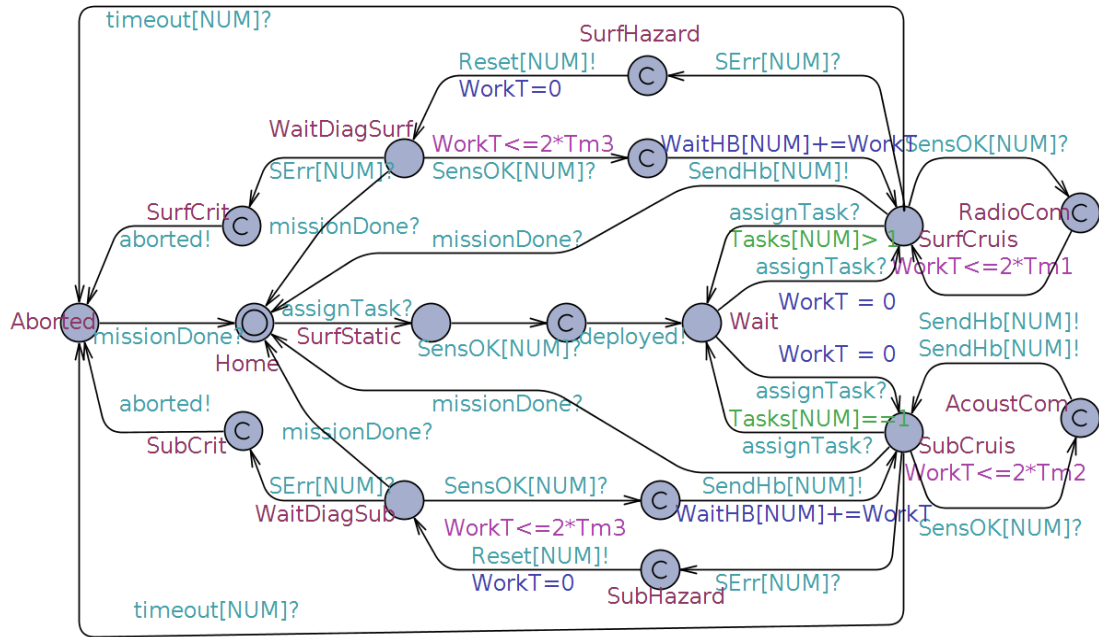 timeout[NUM]?
SurfHazard
Reset[NUM]!
SErr[NUM]?
C
WorkT=0
WaitDiagSurf
WorkT<=2*Tm3
C
WaitHB[NUM]+=WorkT
SensOK[NUM]?
SErr[NUM]?
SensOK[NUM]?
SendHb[NUM]!
SurfCrit
C
missionDone?
assignTask?
RadioCom
C
aborted!
missionDone?
Tasks[NUM]> 1
SurfCruis
assignTask?
WorkT<=2*Tm1
assignTask?
WorkT = 0
Aborted
missionDone?
SurfStatic
C
deployed!
Wait
SendHb[NUM]!
Home
SensOK[NUM]?
WorkT = 0
SendHb[NUM]!
aborted!
missionDone?
assignTask?
AcoustCom
C
SubCrit
C
missionDone?
Tasks[NUM]==1
assignTask?
SubCruis
SErr[NUM]?
SensOK[NUM]?
C
SendHb[NUM]!
WorkT<=2*Tm2
WaitDiagSub
WorkT<=2*Tm3
WaitHB[NUM]+=WorkT
SensOK[NUM]?
Reset[NUM]!
C
WorkT=0
SubHazard
SErr[NUM]?
timeout[NUM]?